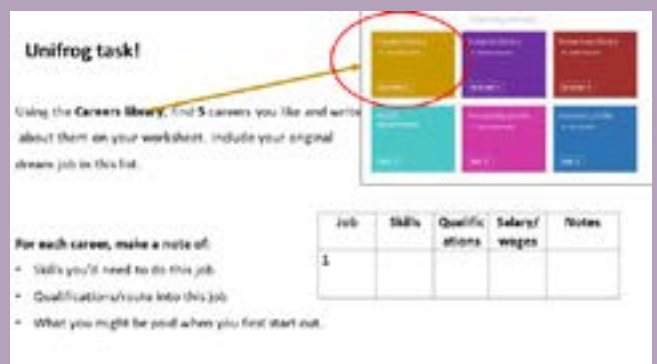 Unifrog task!
Using the Careers library, find 5 careers you like and write
about them on your worksheet. Include your original
dream job in this list.
For each career, make a note of:
• Skills you'd need to do this job
• Qualifications/route into this job
• What you might be paid when you first start out.
Job Skills Qualific ations Salary/ wages Notes
1